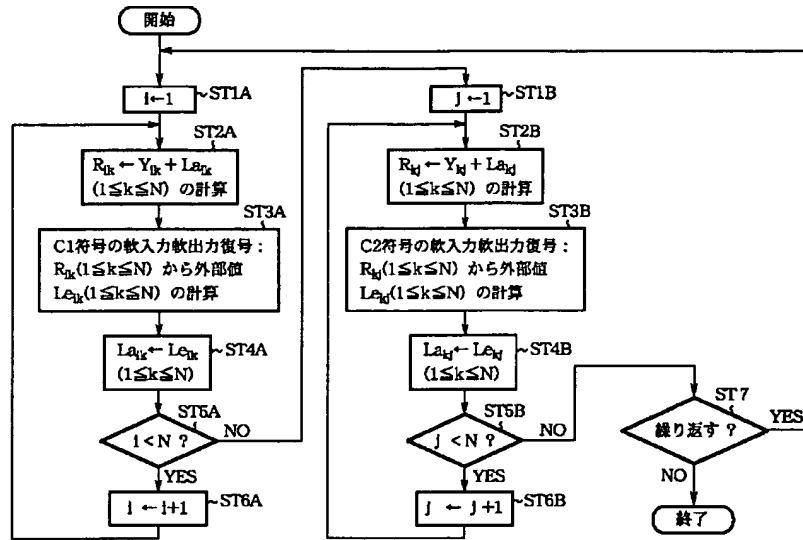 開始
i←1
ST1A
ST2A
R_ik ← Y_ik + La_ik
(1≦k≦N) の計算
ST3A
C1符号の軟入力軟出力復号:
R_ik(1≦k≦N) から外部値
Le_ik(1≦k≦N) の計算
La_ik ← Le_ik
(1≦k≦N)
ST4A
ST5A
i<N ?
NO
YES
i ← i+1
ST6A
j ←1
ST1B
ST2B
R_kj ← Y_kj + La_kj
(1≦k≦N) の計算
ST3B
C2符号の軟入力軟出力復号:
R_kj(1≦k≦N) から外部値
Le_kj(1≦k≦N) の計算
La_kj ← Le_kj
(1≦k≦N)
ST4B
ST5B
j <N ?
NO
YES
j ← j+1
ST6B
ST7
繰り返す ?
YES
NO
終了